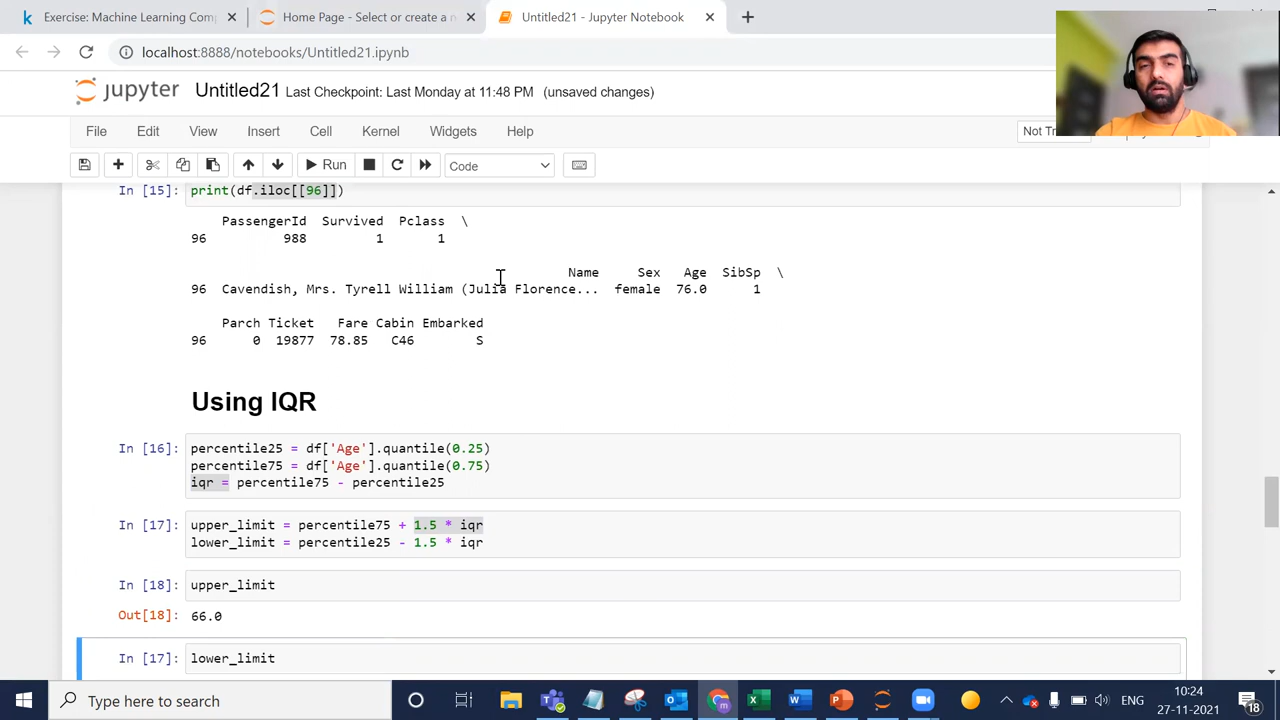 Exercise: Machine Learning Com
Home Page - Select or create a n
Untitled21 - Jupyter Notebook
localhost:8888/notebooks/Untitled21.ipynb
jupyter Untitled21 Last Checkpoint: Last Monday at 11:48 PM (unsaved changes)
File Edit View Insert Cell Kernel Widgets Help
Not Tr
Run
Code
In [15]: print(df.iloc[[96]])
PassengerId Survived Pclass \
96 988 1 1
Name Sex Age SibSp \
96 Cavendish, Mrs. Tyrell William (Julia Florence... female 76.0 1
Parch Ticket Fare Cabin Embarked
96 0 19877 78.85 C46 S
Using IQR
In [16]: percentile25 = df['Age'].quantile(0.25)
percentile75 = df['Age'].quantile(0.75)
iqr = percentile75 - percentile25
In [17]: upper_limit = percentile75 + 1.5 * iqr
lower_limit = percentile25 - 1.5 * iqr
In [18]: upper_limit
Out[18]: 66.0
In [17]: lower_limit
Type here to search
ENG
10:24
27-11-2021
18